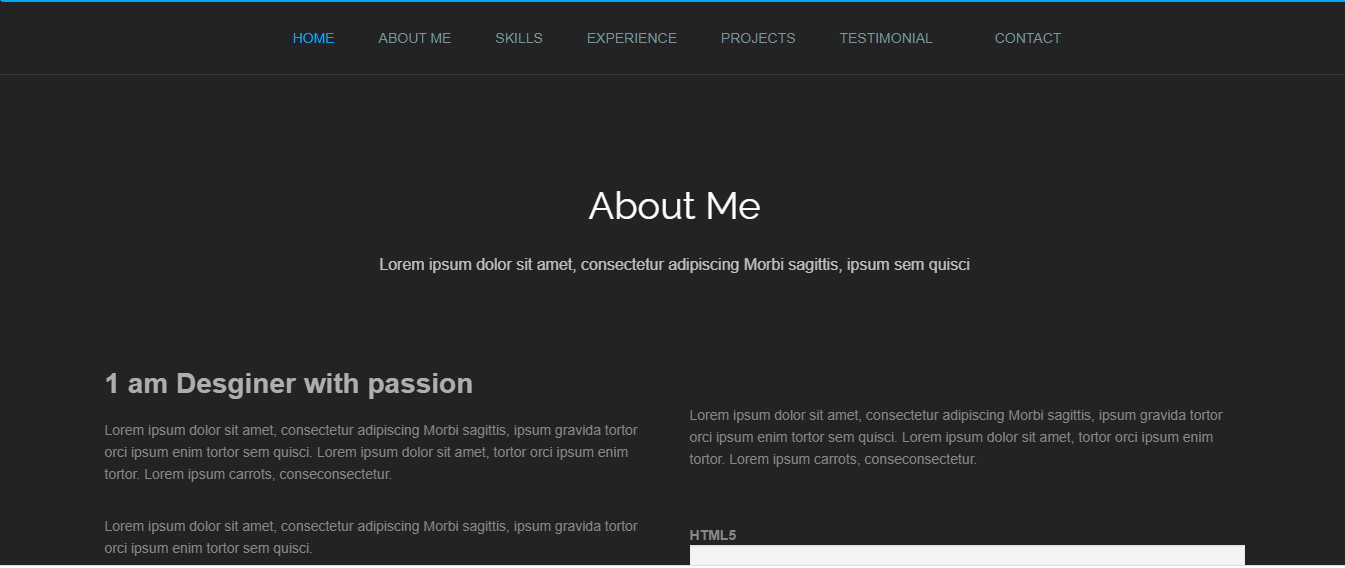 HOME ABOUT ME SKILLS EXPERIENCE PROJECTS TESTIMONIAL CONTACT
About Me
Lorem ipsum dolor sit amet, consectetur adipiscing Morbi sagittis, ipsum sem quisci
1 am Desginer with passion
Lorem ipsum dolor sit amet, consectetur adipiscing Morbi sagittis, ipsum gravida tortor
orci ipsum enim tortor sem quisci. Lorem ipsum dolor sit amet, tortor orci ipsum enim
tortor. Lorem ipsum carrots, conseconsectetur.
Lorem ipsum dolor sit amet, consectetur adipiscing Morbi sagittis, ipsum gravida tortor
orci ipsum enim tortor sem quisci.
Lorem ipsum dolor sit amet, consectetur adipiscing Morbi sagittis, ipsum gravida tortor
orci ipsum enim tortor sem quisci. Lorem ipsum dolor sit amet, tortor orci ipsum enim
tortor. Lorem ipsum carrots, conseconsectetur.
HTML5